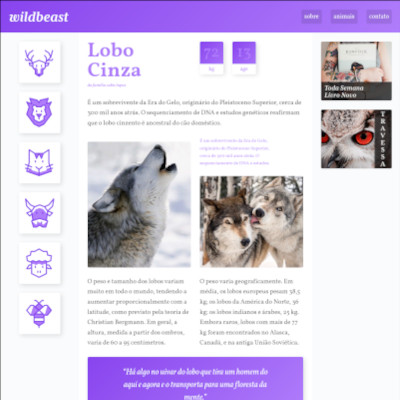 wildbeast
sobre
animais
contato
Lobo
Cinza
72
kg
13
É um sobrevivente da Era do Gelo, originário do Pleistoceno Superior, cerca de
300 mil anos atrás. O sequenciamento de DNA e estudos genéticos reafirmam
que o lobo cinzento é ancestral do cão doméstico.
É um sobrevivente da Era do Gelo,
originário do Pleistoceno Superior,
cerca de 300 mil anos atrás. O
sequenciamento de DNA e estudos.
O peso e tamanho dos lobos variam
muito em todo o mundo, tendendo a
aumentar proporcionalmente com a
latitude, como previsto pela teoria de
Christian Bergmann. Em geral, a
altura, medida a partir dos ombros,
varia de 60 a 95 centímetros.
O peso varia geograficamente. Em
média, os lobos europeus pesam 38,5
kg; os lobos da América do Norte, 36
kg; os lobos indianos e árabes, 25 kg.
Embora raros, lobos com mais de 77
kg foram encontrados no Alasca,
Canadá, e na antiga União Soviética.
"Há algo no uivar do lobo que tira um homem do
aqui e agora e o transporta para uma floresta da
mente."
Toda Semana
Livro Novo
TRAVESSA